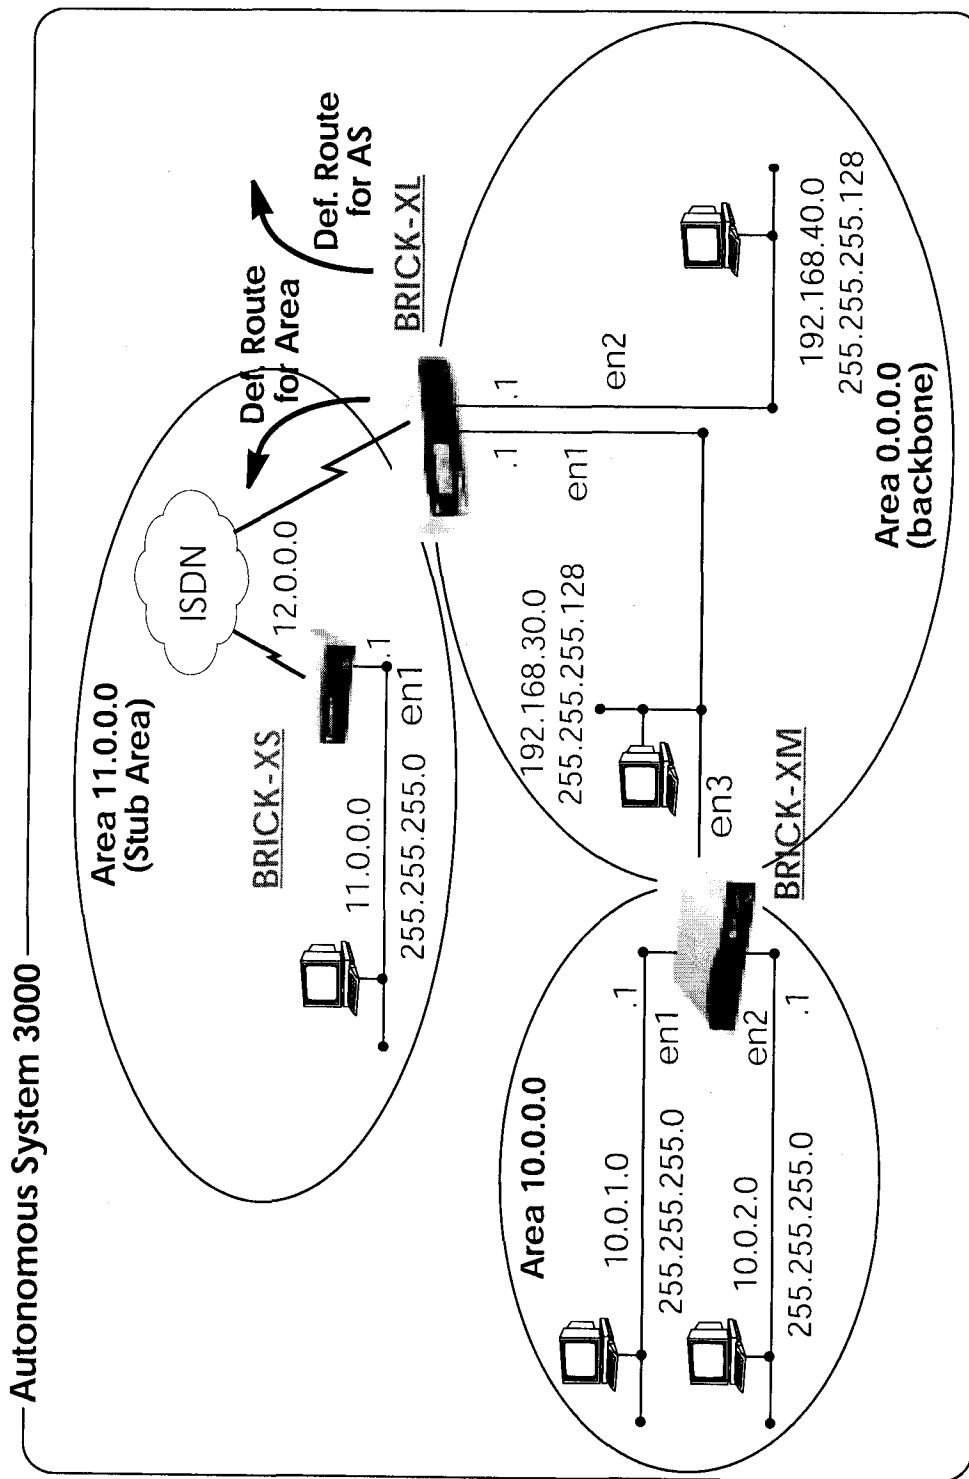 Autonomous System 3000
Area 11.0.0.0
(Stub Area)
ISDN
BRICK-XS
12.0.0.0
.1
11.0.0.0
255.255.255.0
en1
Def. Route
for Area
Def. Route
for AS
BRICK-XL
.1
en1
.1
en2
192.168.30.0
255.255.255.128
192.168.40.0
255.255.255.128
Area 0.0.0.0
(backbone)
en3
BRICK-XM
Area 10.0.0.0
10.0.1.0
255.255.255.0
.1
en1
10.0.2.0
255.255.255.0
en2
.1